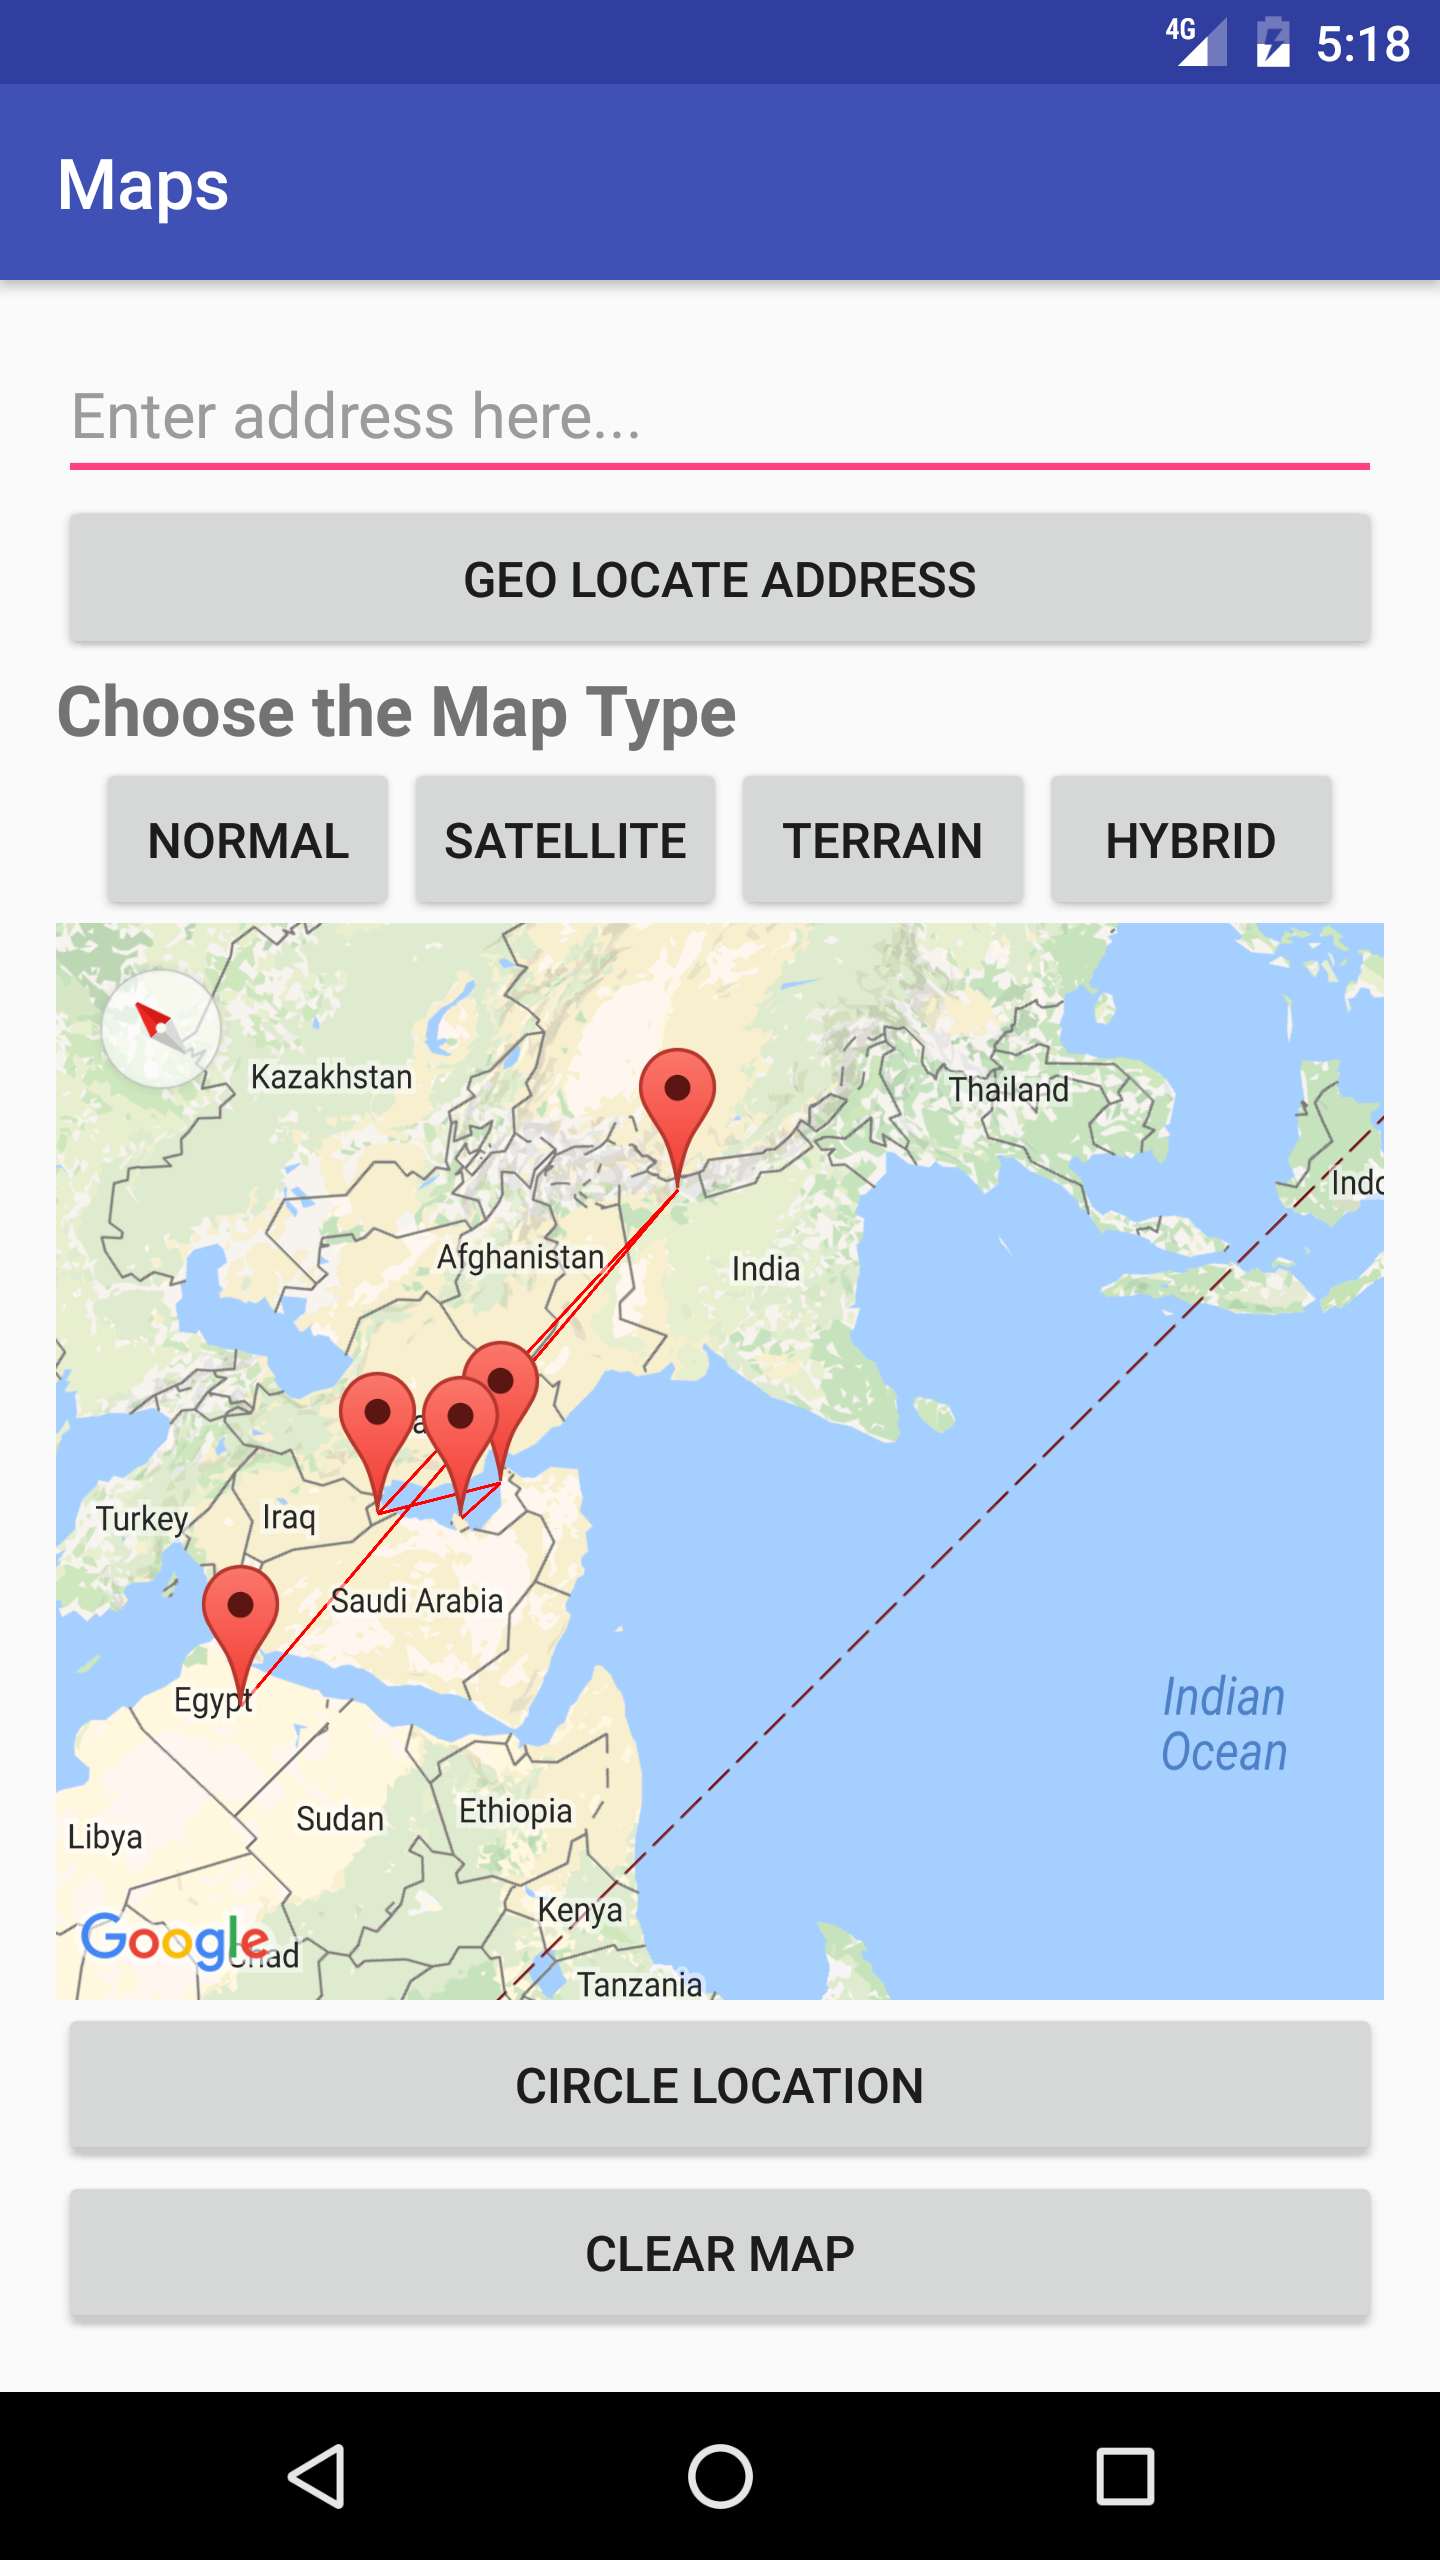 4G 5:18
Maps
Enter address here...
GEO LOCATE ADDRESS
Choose the Map Type
NORMAL SATELLITE TERRAIN HYBRID
Kazakhstan
Thailand
Indo
Afghanistan
India
Turkey
Iraq
Saudi Arabia
Egypt
Indian
Ocean
Sudan
Ethiopia
Libya
Kenya
Google
Tanzania
CIRCLE LOCATION
CLEAR MAP